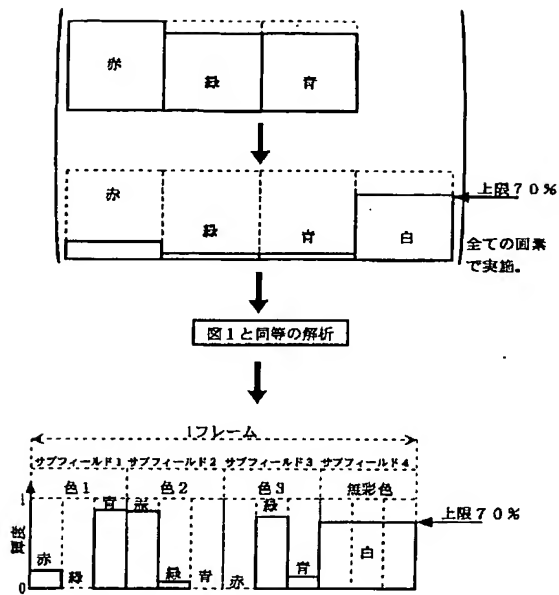 赤
緑
青
赤
緑
青
白
上限70%
全ての画素
で実施。
図1と同等の解析
1フレーム
サブフィールド1
サブフィールド2
サブフィールド3
サブフィールド4
色1
色2
色3
無彩色
輝度
1
0
赤
緑
青
赤
緑
青
赤
緑
青
白
上限70%